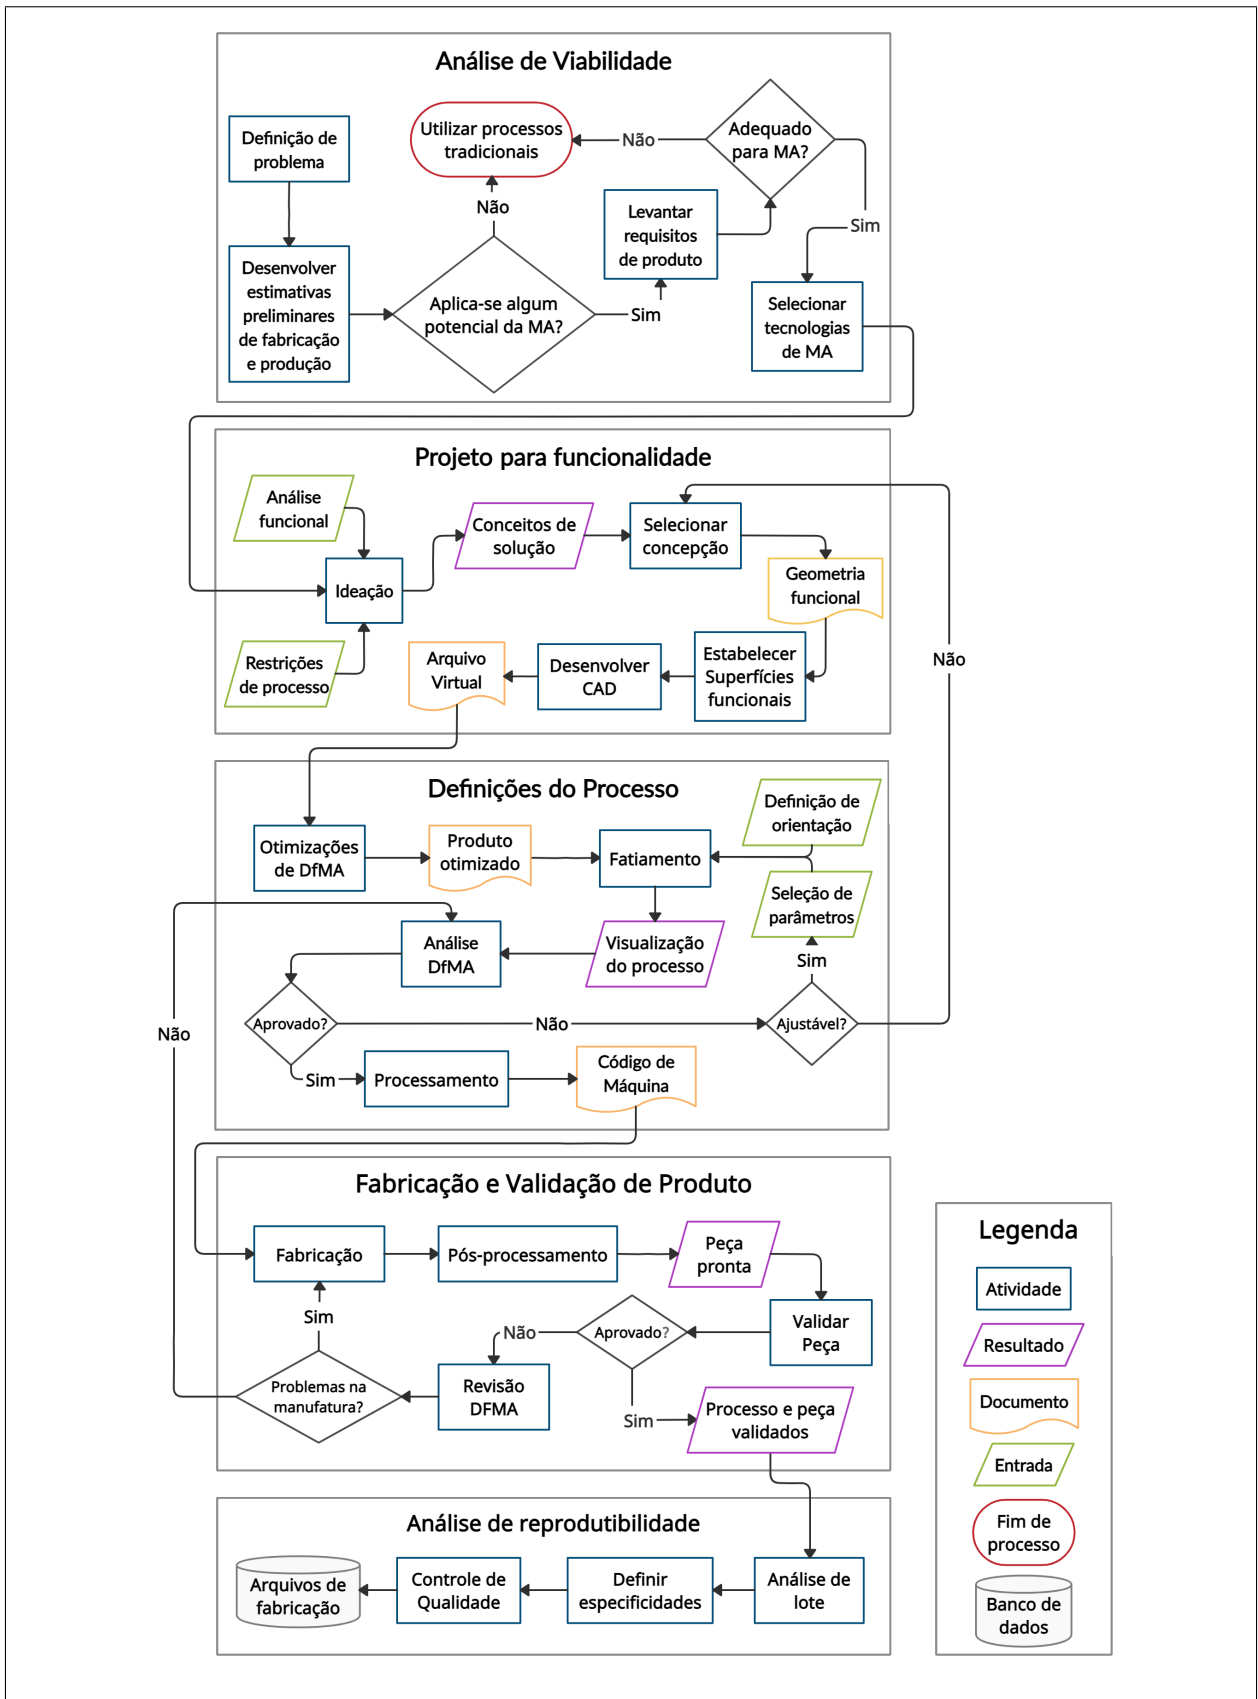 Análise de Viabilidade
Definição de
problema
Utilizar processos
tradicionais
Não
Adequado
para MA?
Não
Levantar
requisitos
de produto
Sim
Desenvolver
estimativas
preliminares
de fabricação
e produção
Aplica-se algum
potencial da MA?
Sim
Selecionar
tecnologias
de MA
Projeto para funcionalidade
Análise
funcional
Conceitos de
solução
Selecionar
concepção
Ideação
Geometria
funcional
Restrições
de processo
Arquivo
Virtual
Desenvolver
CAD
Estabelecer
Superfícies
funcionais
Não
Definições do Processo
Definição de
orientação
Otimizações
de DfMA
Produto
otimizado
Fatiamento
Seleção de
parâmetros
Análise
DfMA
Visualização
do processo
Sim
Aprovado?
Não
Ajustável?
Não
Sim
Processamento
Código de
Máquina
Fabricação e Validação de Produto
Fabricação
Pós-processamento
Peça
pronta
Sim
Não
Aprovado?
Validar
Peça
Problemas na
manufatura?
Revisão
DFMA
Sim
Processo e peça
validados
Análise de reprodutibilidade
Arquivos de
fabricação
Controle de
Qualidade
Definir
especificidades
Análise de
lote
Legenda
Atividade
Resultado
Documento
Entrada
Fim de
processo
Banco de
dados